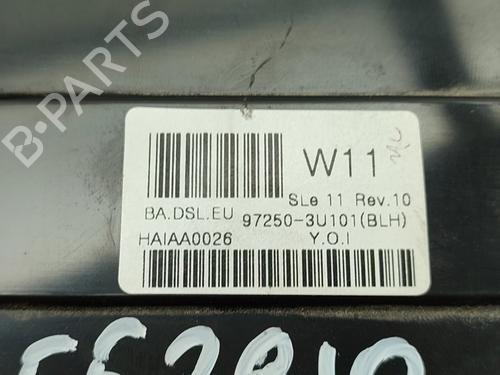 B-PARTS
W11
SLe 11 Rev.10
BA.DSL.EU 97250-3U101(BLH)
HAIAA0026 Y.O.I